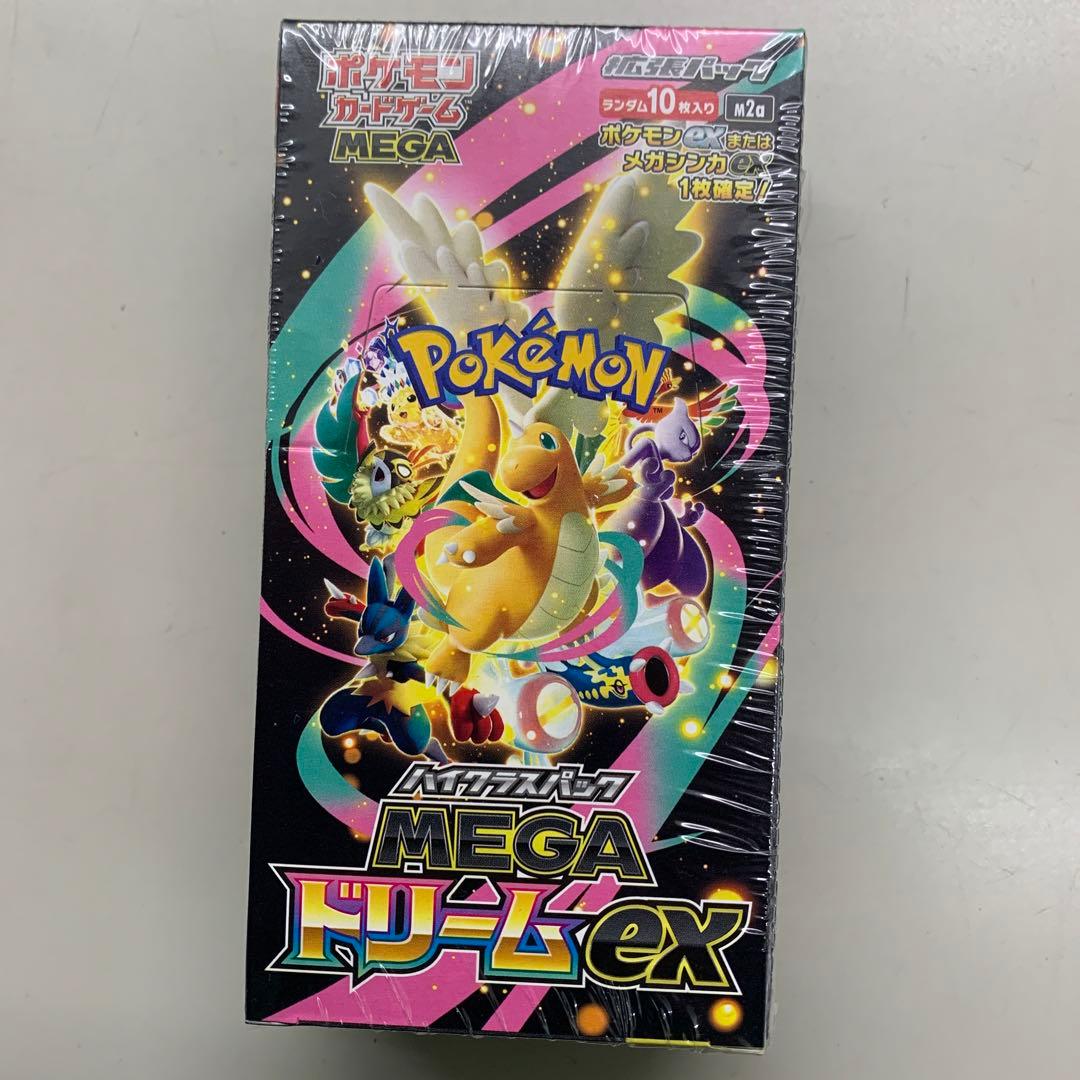 ポケモン
カードゲーム
MEGA
拡張パック
ランダム10枚入り
M2a
ポケモンexまたは
メガシンカex
1枚確定!
POKéMON
TM
ハイクラスパック
MEGA
ドリームex